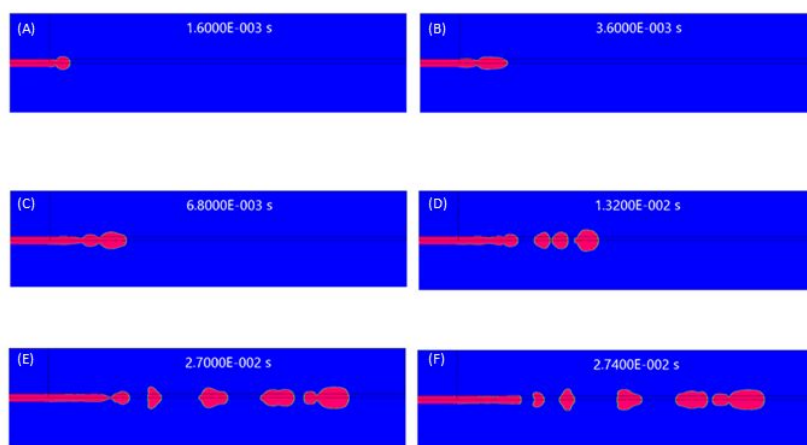 (A) 1.6000E-003 s
(B) 3.6000E-003 s
(C) 6.8000E-003 s
(D) 1.3200E-002 s
(E) 2.7000E-002 s
(F) 2.7400E-002 s